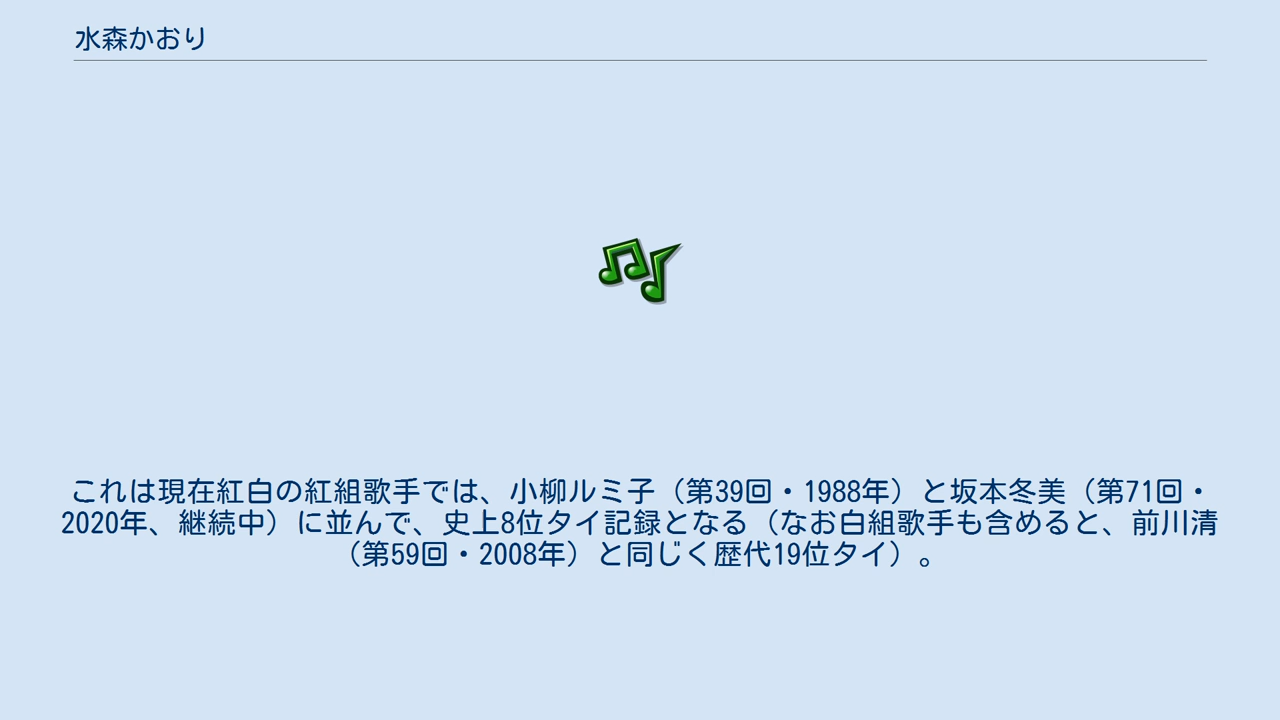 水森かおり
これは現在紅白の紅組歌手では、小柳ルミ子（第39回・1988年）と坂本冬美（第71回・
2020年、継続中）に並んで、史上8位タイ記録となる（なお白組歌手も含めると、前川清
（第59回・2008年）と同じく歴代19位タイ）。